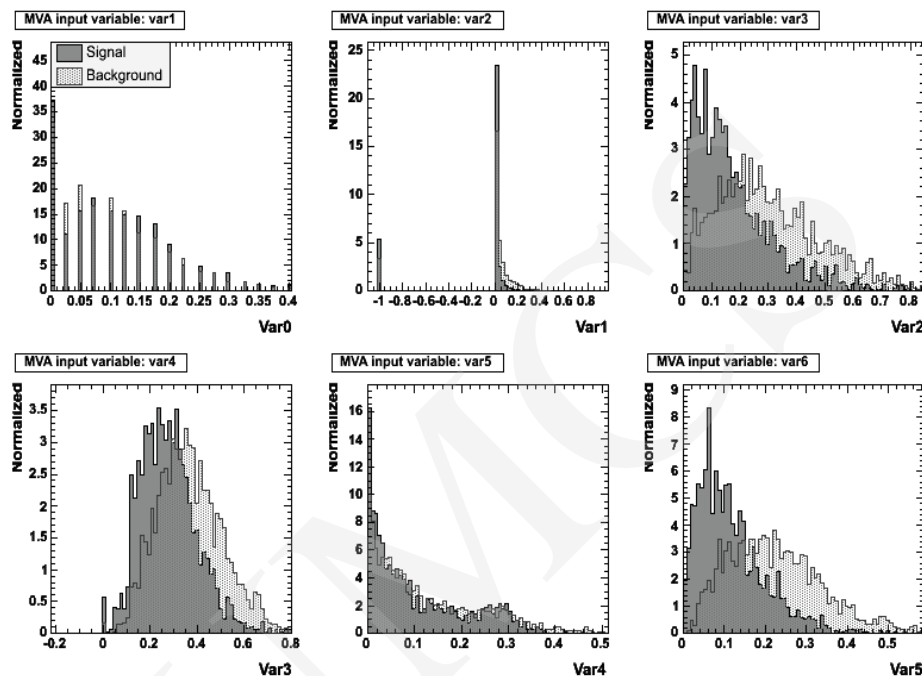 MVA input variable: var1
MVA input variable: var2
MVA input variable: var3
Normalized
45
40
35
30
25
20
15
10
5
0
Signal
Background
0 0.05 0.1 0.15 0.2 0.25 0.3 0.35 0.4
Var0
Normalized
25
20
15
10
5
0
-1 -0.8 -0.6 -0.4 -0.2 0 0.2 0.4 0.6 0.8
Var1
Normalized
5
4
3
2
1
0
0 0.1 0.2 0.3 0.4 0.5 0.6 0.7 0.8
Var2
MVA input variable: var4
MVA input variable: var5
MVA input variable: var6
Normalized
3.5
3
2.5
2
1.5
1
0.5
0
-0.2 0 0.2 0.4 0.6 0.8
Var3
Normalized
16
14
12
10
8
6
4
2
0
0 0.1 0.2 0.3 0.4 0.5
Var4
Normalized
9
8
7
6
5
4
3
2
1
0
0 0.1 0.2 0.3 0.4 0.5
Var5